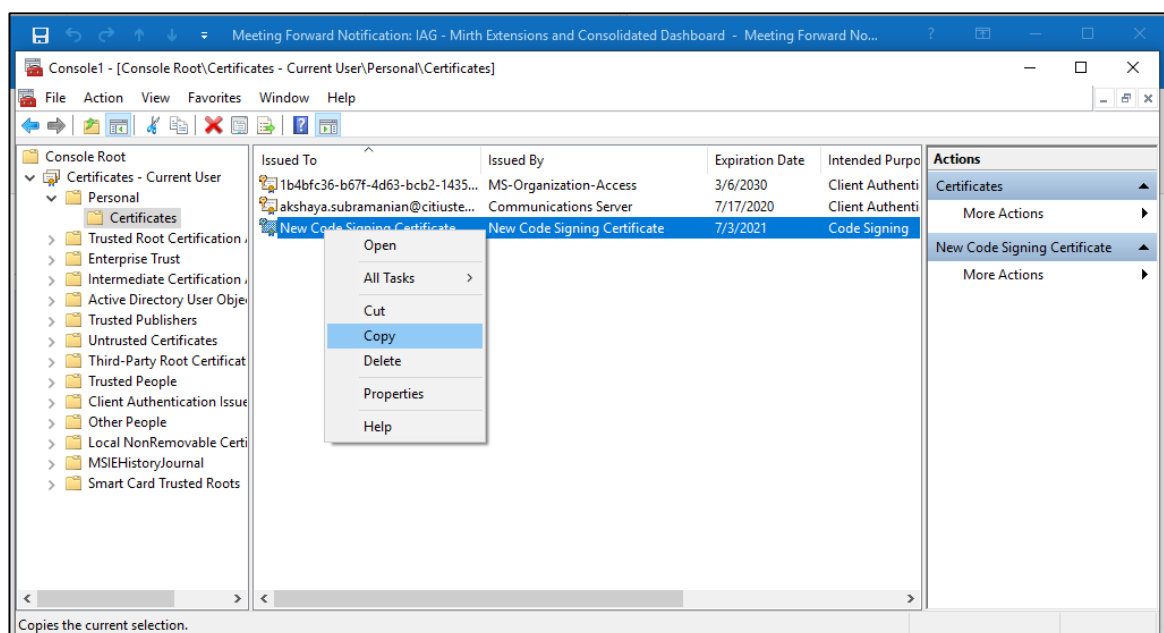 Meeting Forward Notification: IAG - Mirth Extensions and Consolidated Dashboard - Meeting Forward No...
Console1 - [Console Root\Certificates - Current User\Personal\Certificates]
File Action View Favorites Window Help
Console Root
Certificates - Current User
Personal
Certificates
Trusted Root Certification
Enterprise Trust
Intermediate Certification
Active Directory User Obje
Trusted Publishers
Untrusted Certificates
Third-Party Root Certificat
Trusted People
Client Authentication Issue
Other People
Local NonRemovable Certi
MSIEHistoryJournal
Smart Card Trusted Roots
Issued To Issued By Expiration Date Intended Purpo
1b4bfc36-b67f-4d63-bcb2-1435... MS-Organization-Access 3/6/2030 Client Authenti
akshaya.subramanian@citiuste... Communications Server 7/17/2020 Client Authenti
New Code Signing Certificate New Code Signing Certificate 7/3/2021 Code Signing
Open
All Tasks
Cut
Copy
Delete
Properties
Help
Actions
Certificates
More Actions
New Code Signing Certificate
More Actions
Copies the current selection.